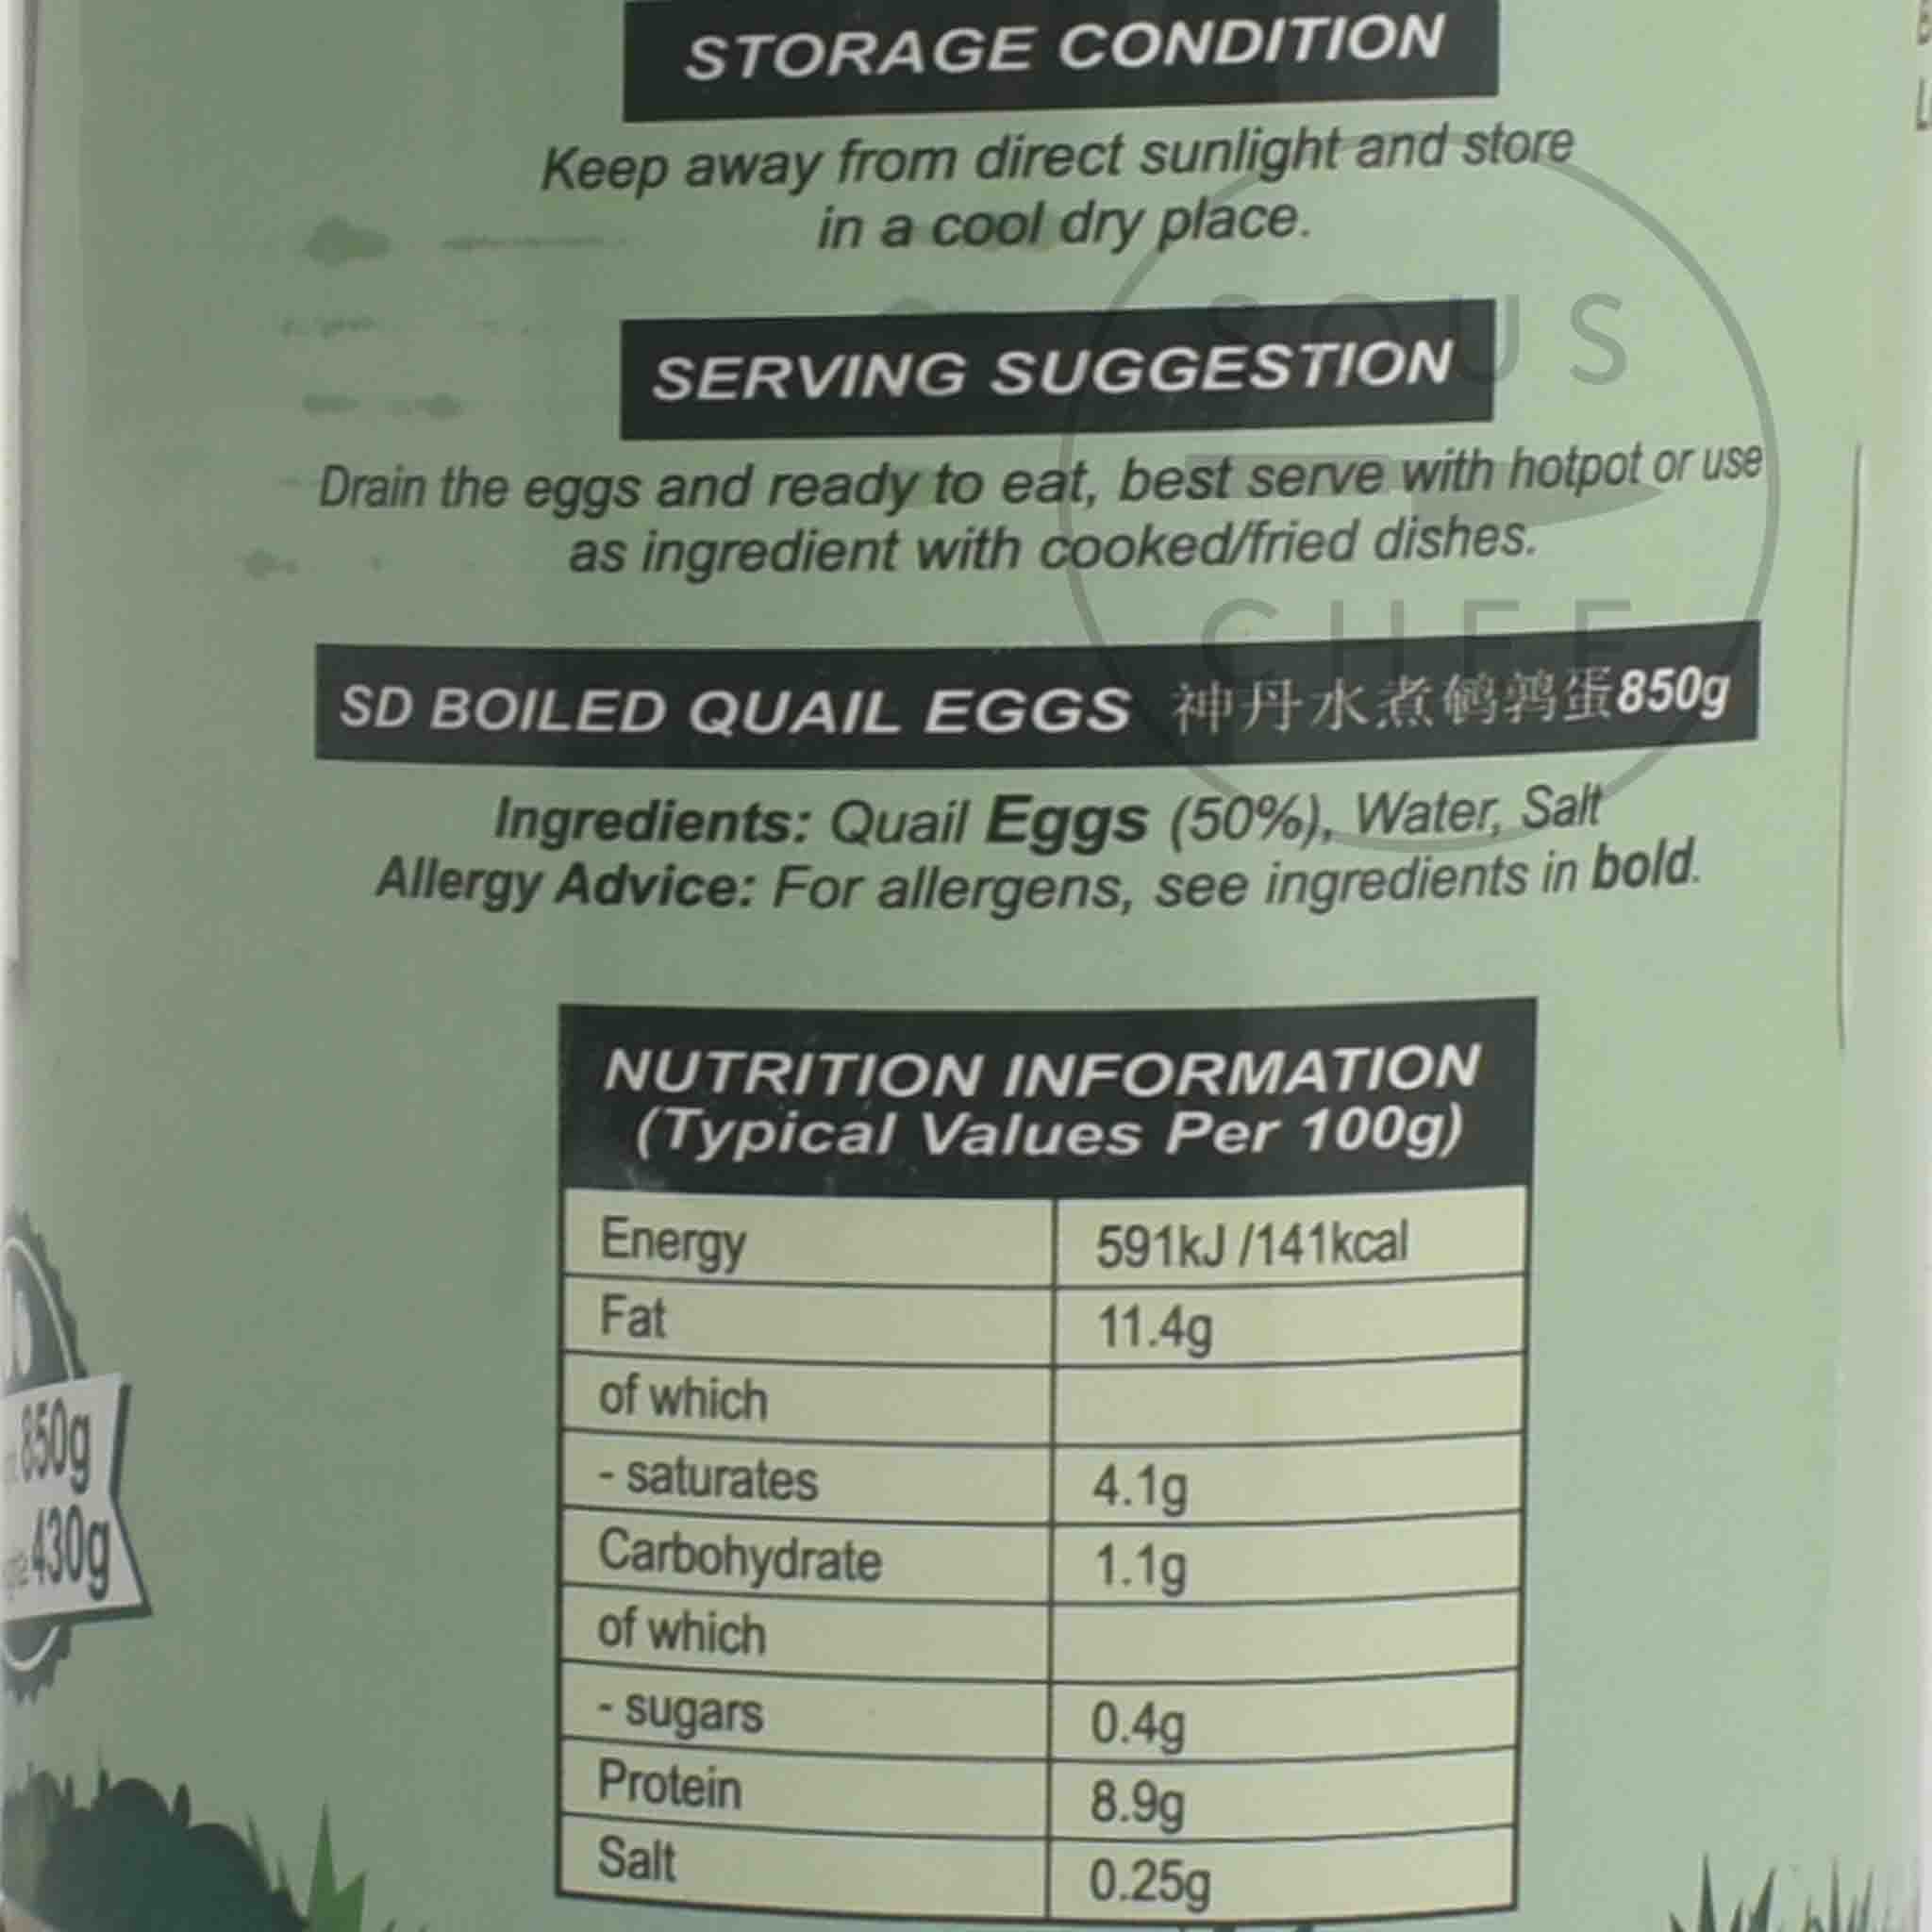 STORAGE CONDITION
Keep away from direct sunlight and store
in a cool dry place.
SERVING SUGGESTION
Drain the eggs and ready to eat, best serve with hotpot or use
as ingredient with cooked/fried dishes.
SD BOILED QUAIL EGGS 神丹水煮鹌鹑蛋850g
Ingredients: Quail Eggs (50%), Water, Salt
Allergy Advice: For allergens, see ingredients in bold.
NUTRITION INFORMATION
(Typical Values Per 100g)
Energy 591kJ /141kcal
Fat 11.4g
of which
- saturates 4.1g
Carbohydrate 1.1g
of which
- sugars 0.4g
Protein 8.9g
Salt 0.25g
850g
430g
SOUS
CHEF